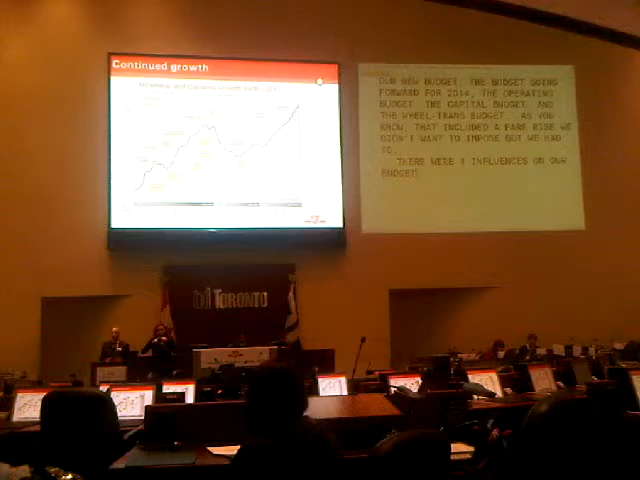 Continued growth
OUR NEW BUDGET: THE BUDGET GOING
FORWARD FOR 2014, THE OPERATING
BUDGET THE CAPITAL BUDGET, AND
THE WHEEL-TRANS BUDGET. AS YOU
KNOW, THAT INCLUDED A FARE RISE WE
DIDN'T WANT TO IMPOSE BUT WE HAD
TO.
THERE WERE 4 INFLUENCES ON OUR
BUDGET
TORONTO